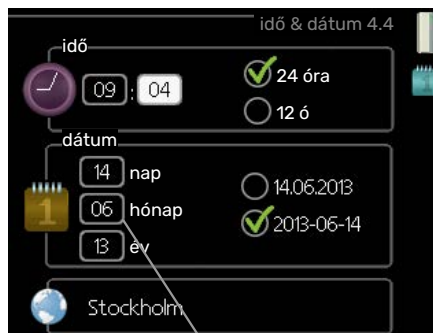 idő & dátum 4.4
idő
09 : 04
24 óra
12 ó
dátum
14 nap
06 hónap
13 év
14.06.2013
2013-06-14
1
Stockholm